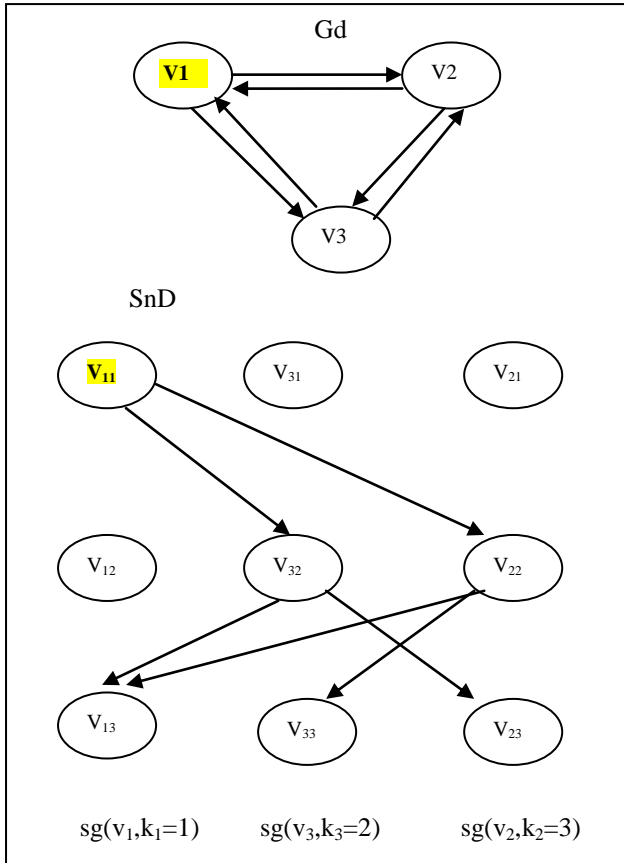 Gd
V1 V2
V3
SnD
V₁₁ V₃₁ V₂₁
V₁₂ V₃₂ V₂₂
V₁₃ V₃₃ V₂₃
sg(v₁,k₁=1) sg(v₃,k₃=2) sg(v₂,k₂=3)